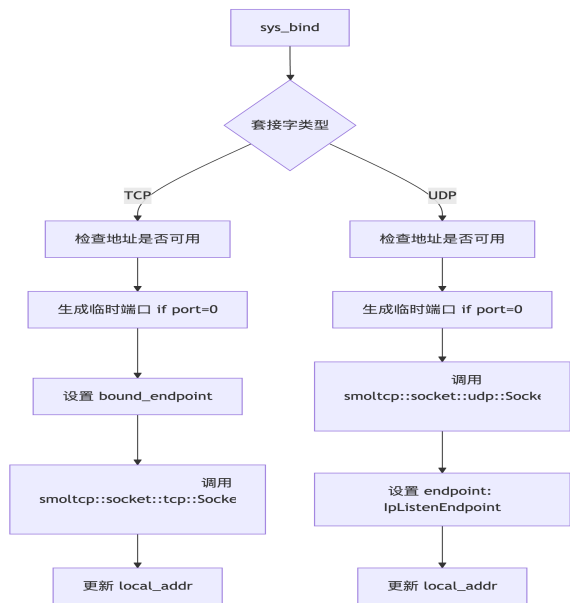 sys_bind
套接字类型
TCP
UDP
检查地址是否可用
检查地址是否可用
生成临时端口 if port=0
生成临时端口 if port=0
设置 bound_endpoint
调用
smoltcp::socket::udp::Socke
调用
smoltcp::socket::tcp::Socke
设置 endpoint:
IpListenEndpoint
更新 local_addr
更新 local_addr